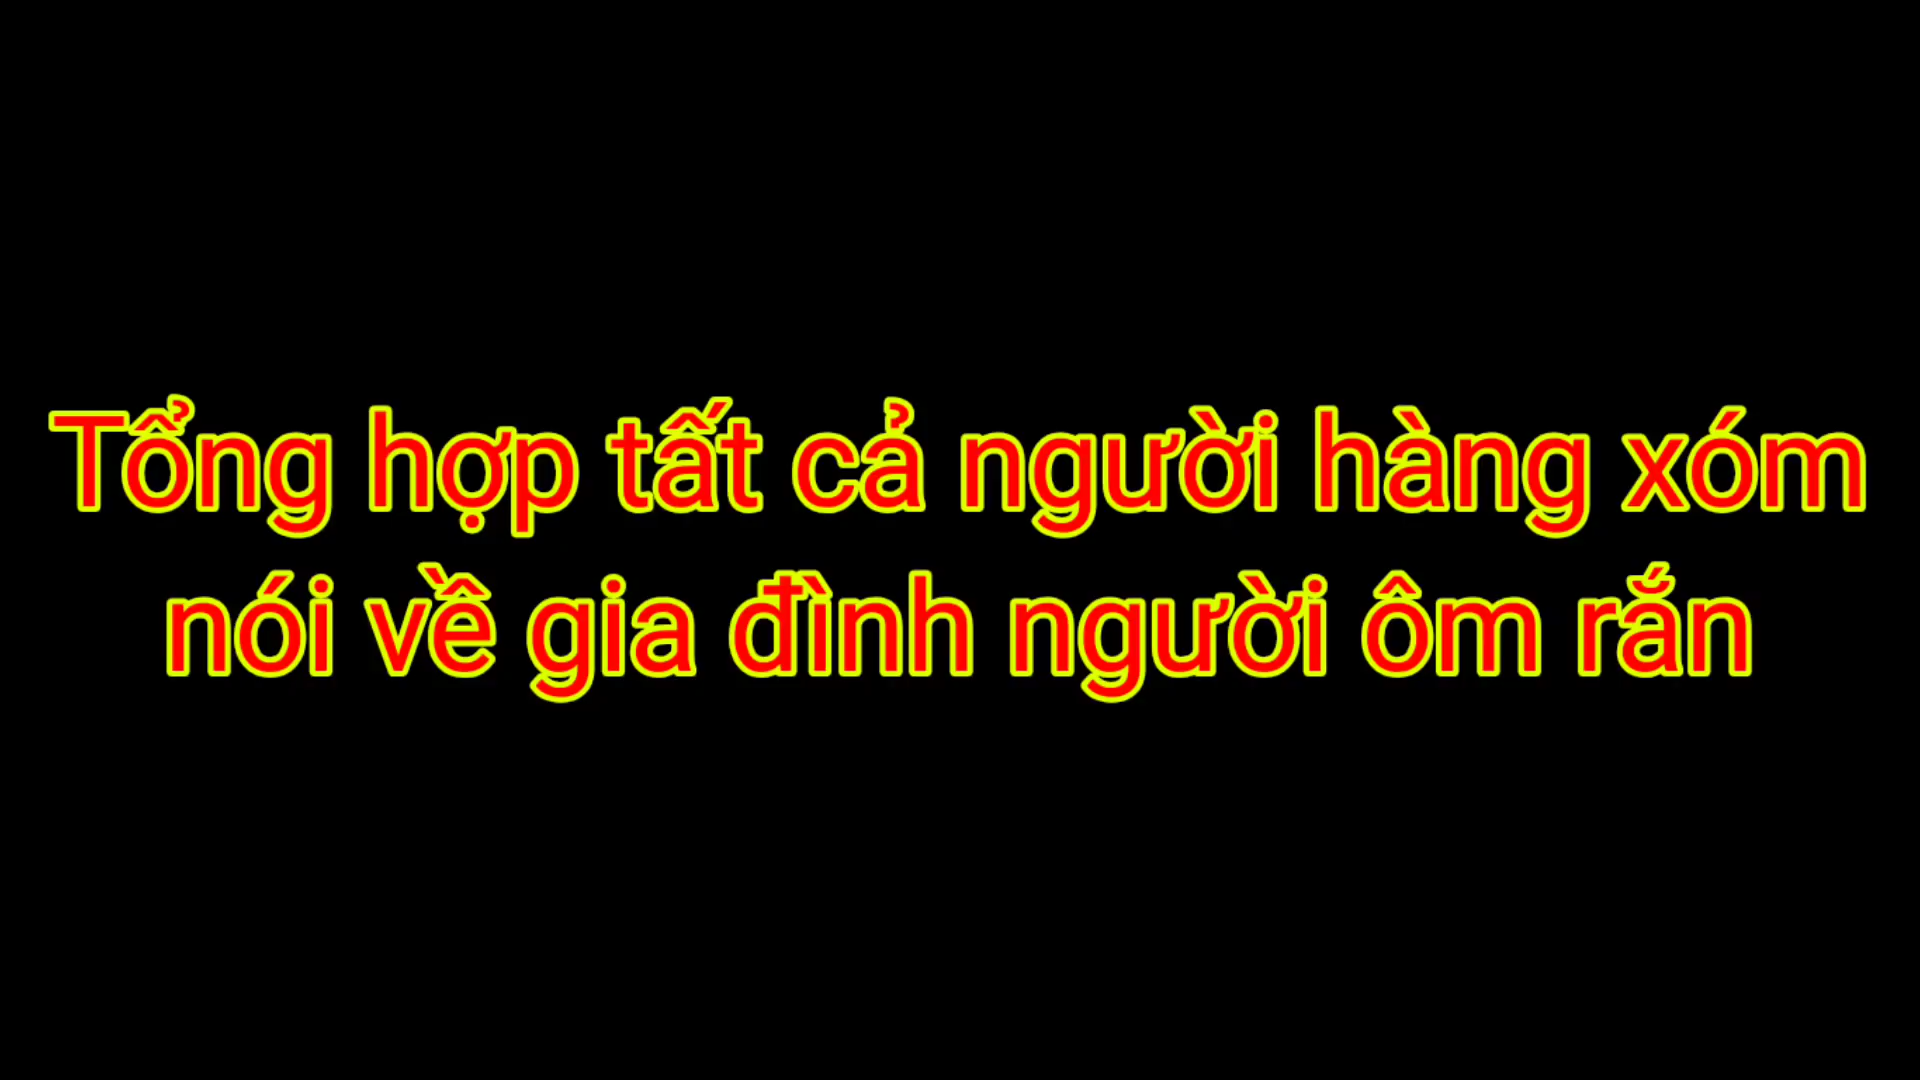 Tổng hợp tất cả người hàng xóm
nói về gia đình người ôm rắn